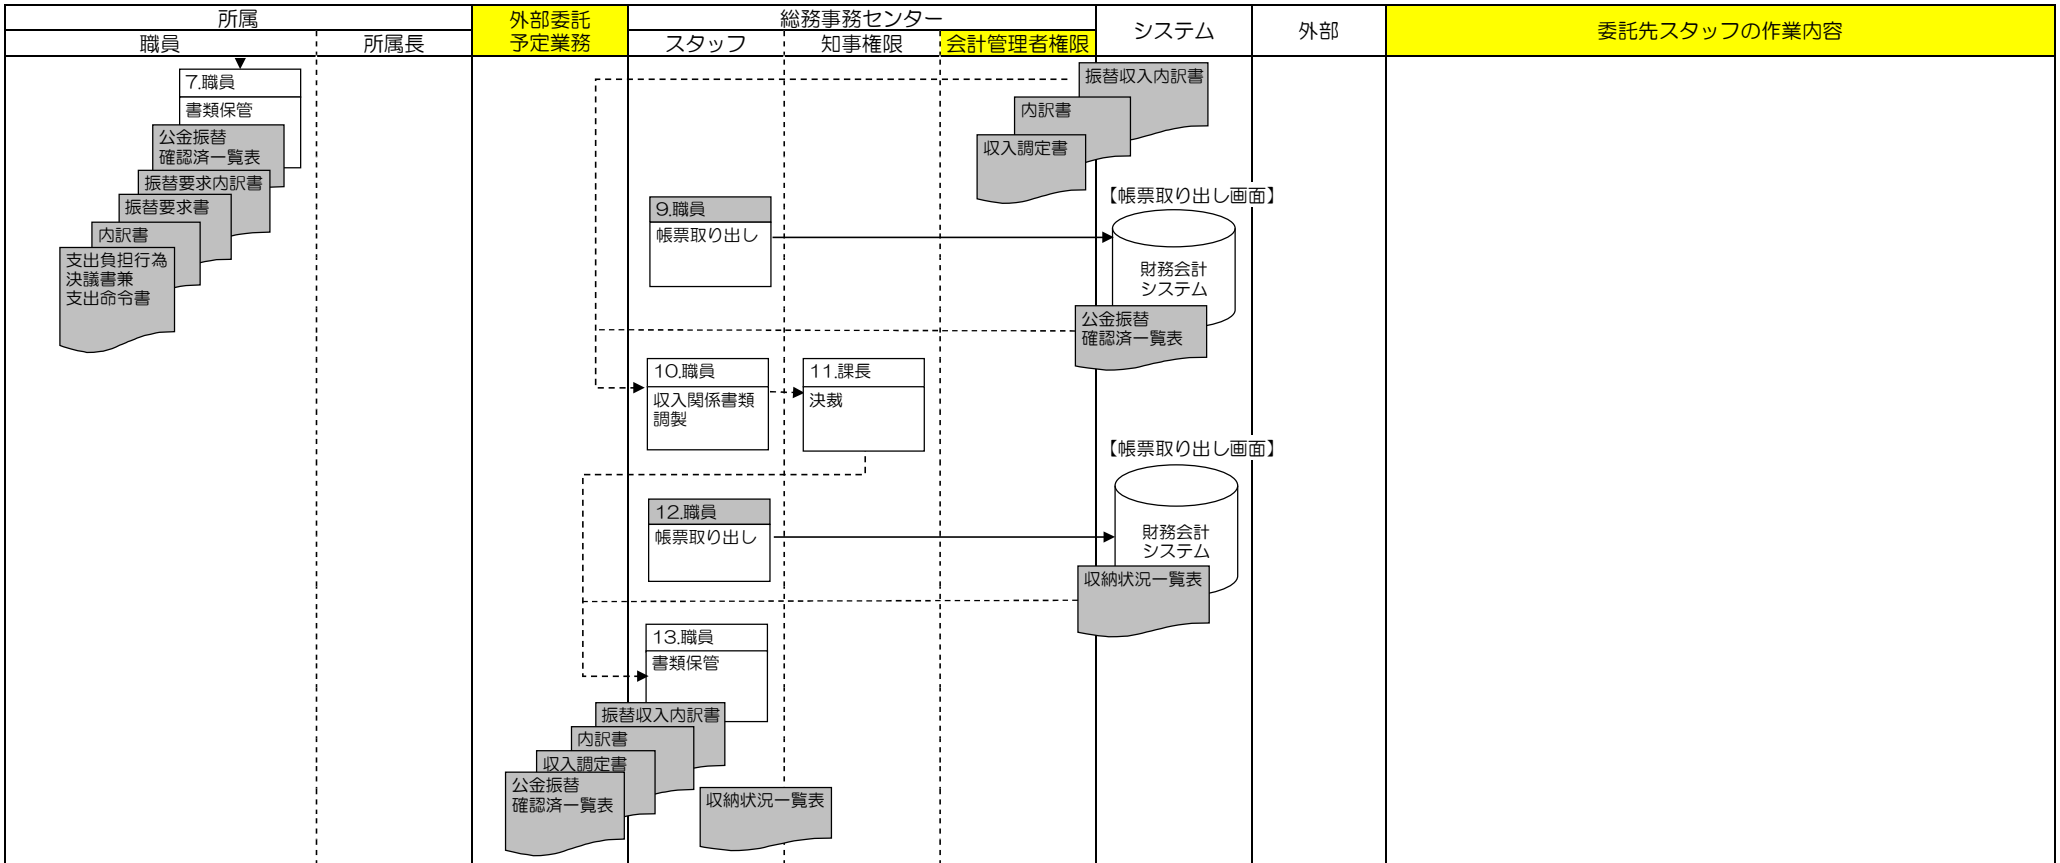 所属
職員
所属長
外部委託
予定業務
総務事務センター
スタッフ
知事権限
会計管理者権限
システム
外部
委託先スタッフの作業内容
7.職員
書類保管
公金振替
確認済一覧表
振替要求内訳書
振替要求書
内訳書
支出負担行為
決議書兼
支出命令書
振替収入内訳書
内訳書
収入調定書
9.職員
帳票取り出し
【帳票取り出し画面】
財務会計
システム
公金振替
確認済一覧表
10.職員
収入関係書類
調製
11.課長
決裁
【帳票取り出し画面】
12.職員
帳票取り出し
財務会計
システム
収納状況一覧表
13.職員
書類保管
振替収入内訳書
内訳書
収入調定書
公金振替
確認済一覧表
収納状況一覧表